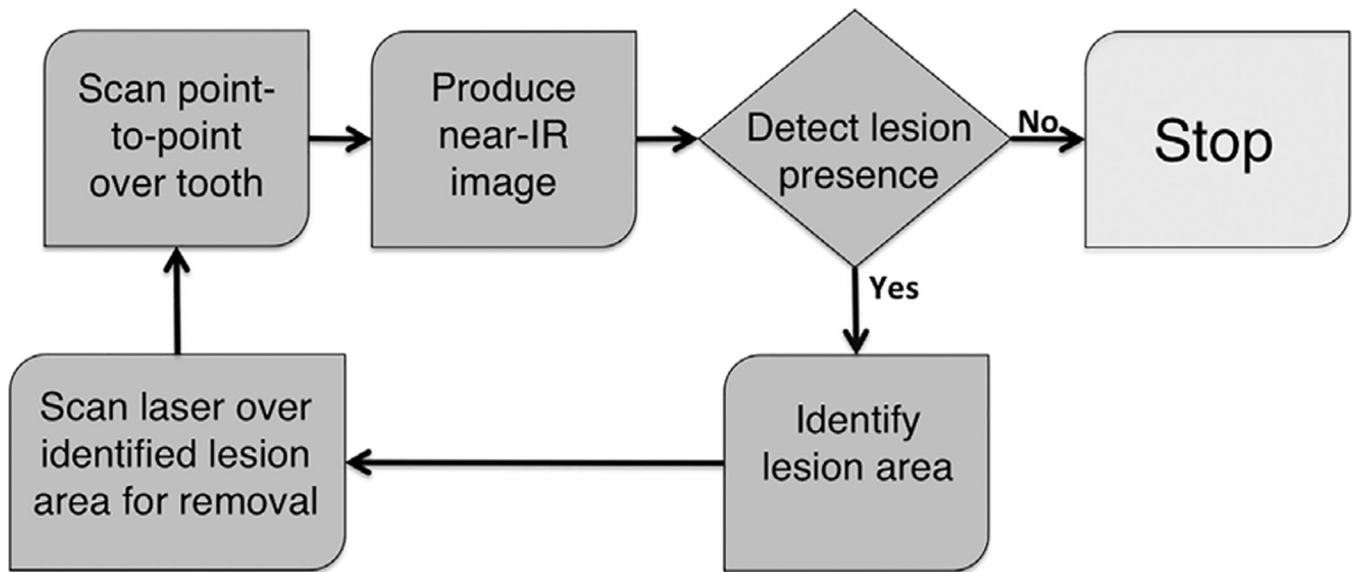 Scan point-
to-point
over tooth
Produce
near-IR
image
Detect lesion
presence
No
Stop
Yes
Identify
lesion area
Scan laser over
identified lesion
area for removal